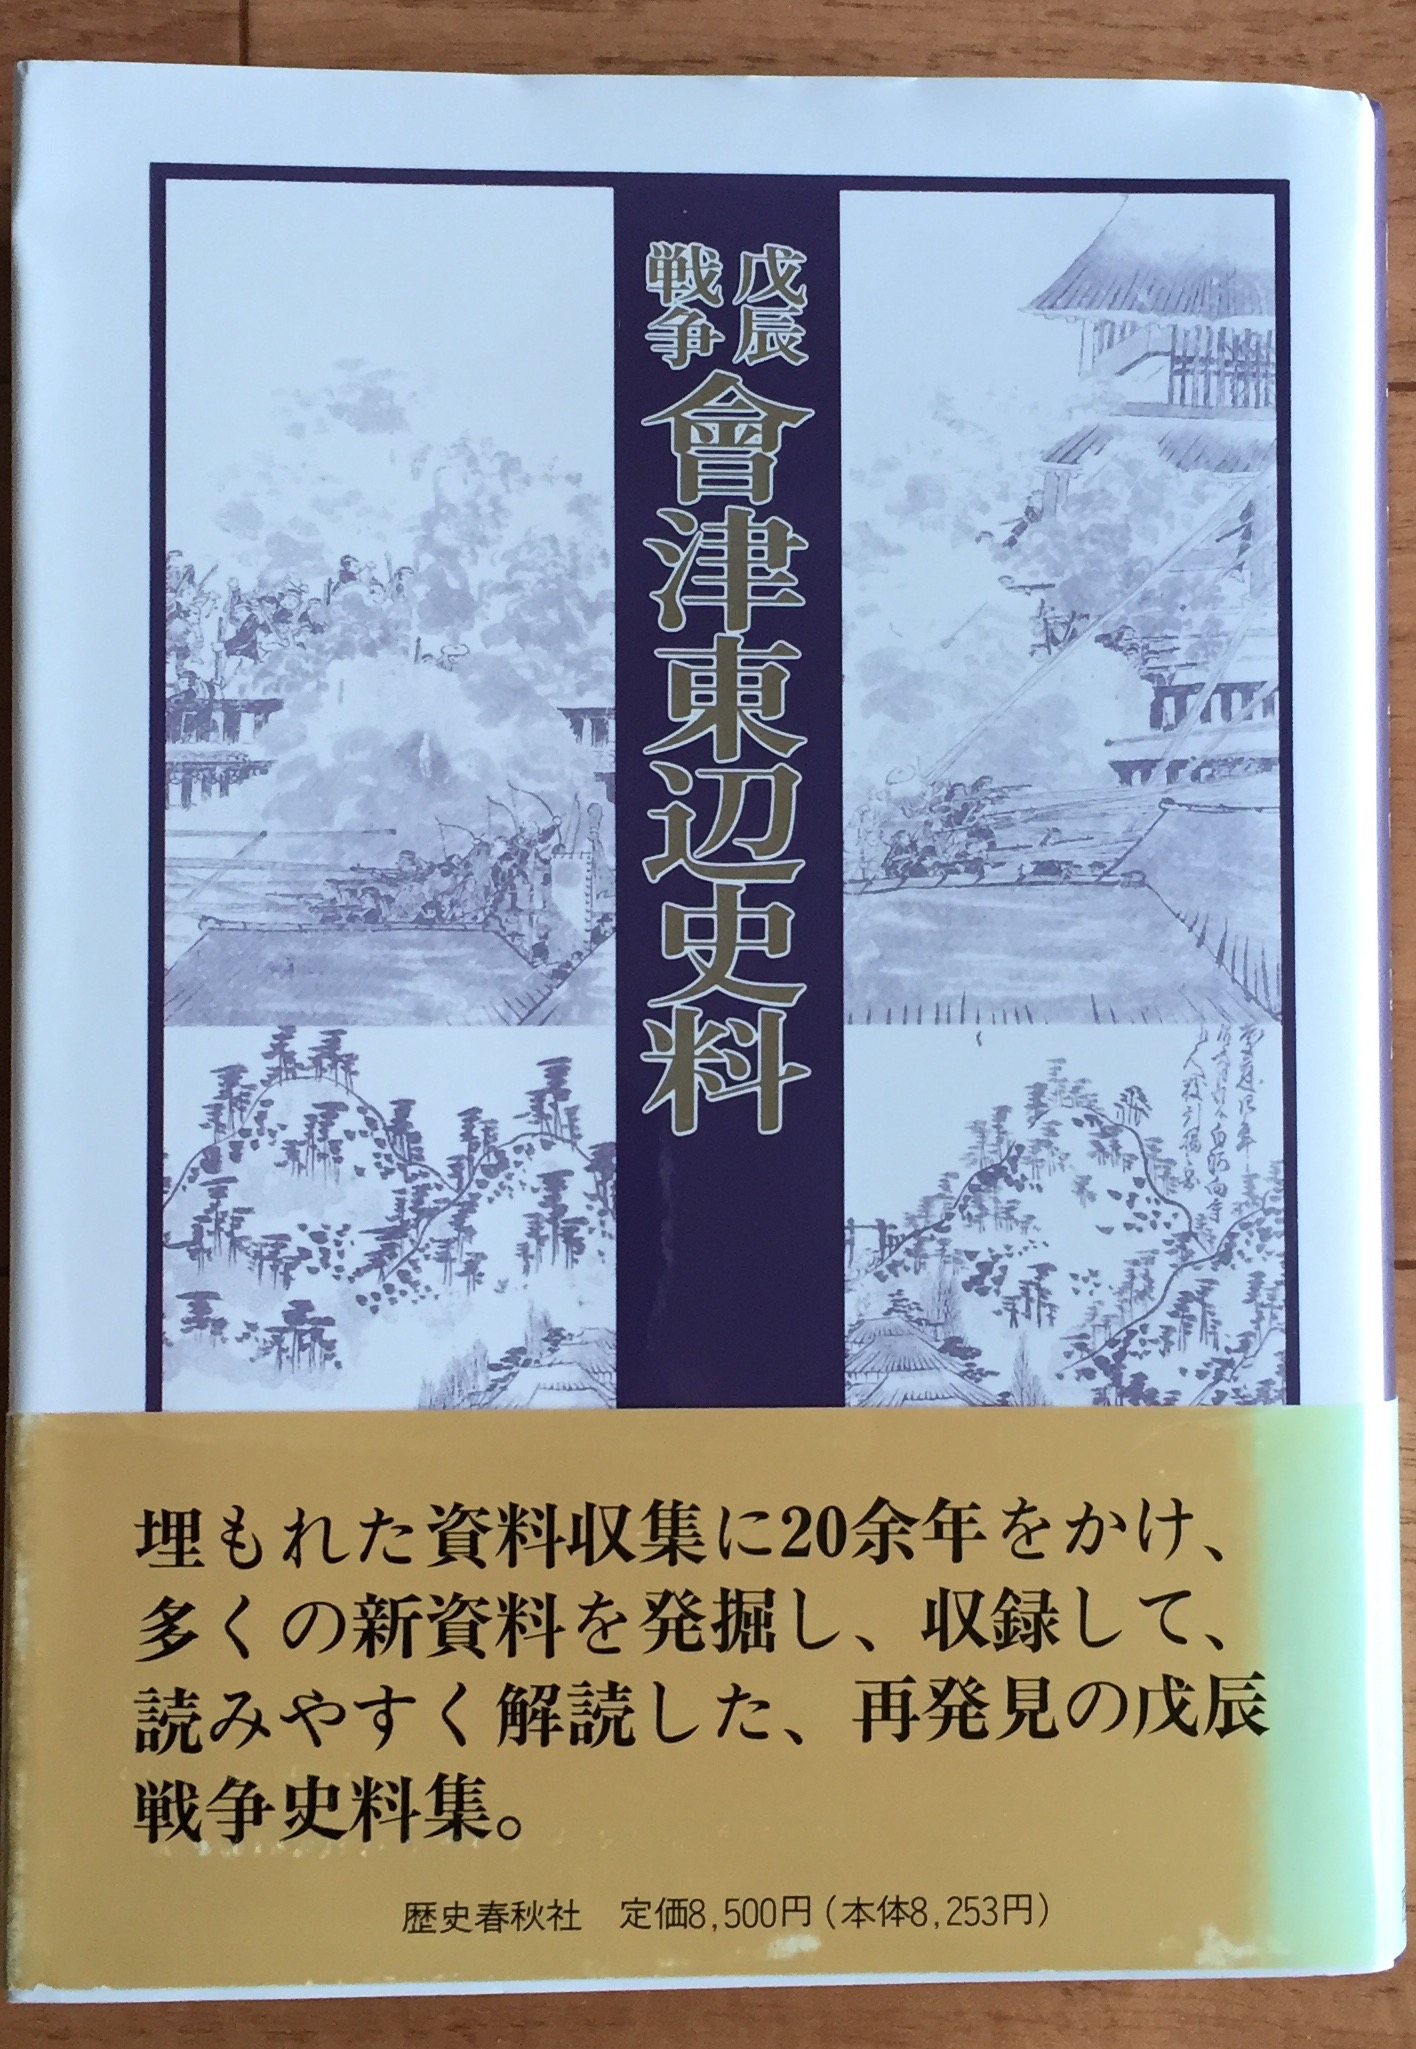 戊辰
戦争
會津東辺史料
埋もれた資料収集に20余年をかけ、
多くの新資料を発掘し、収録して、
読みやすく解読した、再発見の戊辰
戦争史料集。
歴史春秋社　定価8,500円(本体8,253円)